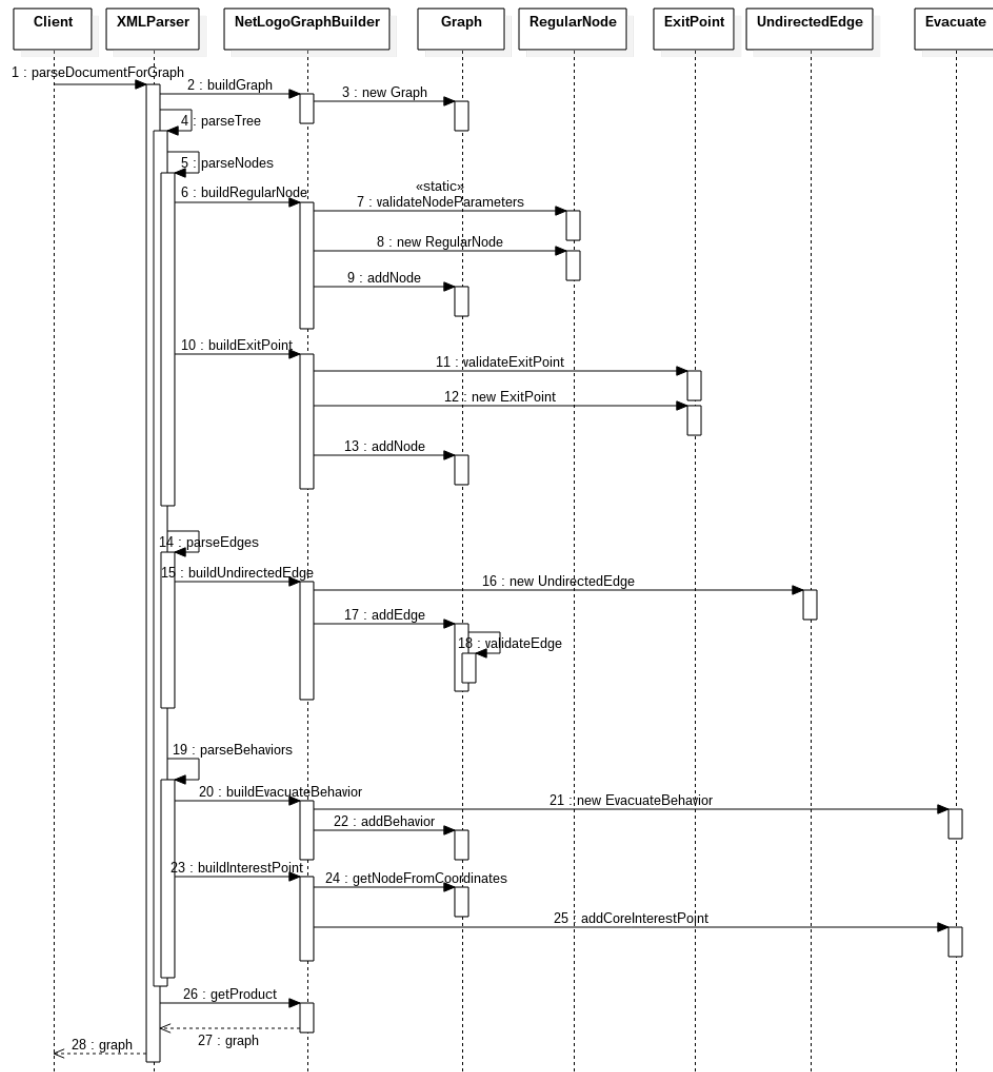 Client
XMLParser
NetLogoGraphBuilder
Graph
RegularNode
ExitPoint
UndirectedEdge
Evacuate
1 : parseDocumentForGraph
2 : buildGraph
3 : new Graph
4 : parseTree
5 : parseNodes
6 : buildRegularNode
«static»
7 : validateNodeParameters
8 : new RegularNode
9 : addNode
10 : buildExitPoint
11 : validateExitPoint
12 : new ExitPoint
13 : addNode
14 : parseEdges
15 : buildUndirectedEdge
16 : new UndirectedEdge
17 : addEdge
18 : validateEdge
19 : parseBehaviors
20 : buildEvacuateBehavior
21 : new EvacuateBehavior
22 : addBehavior
23 : buildInterestPoint
24 : getNodeFromCoordinates
25 : addCoreInterestPoint
26 : getProduct
27 : graph
28 : graph